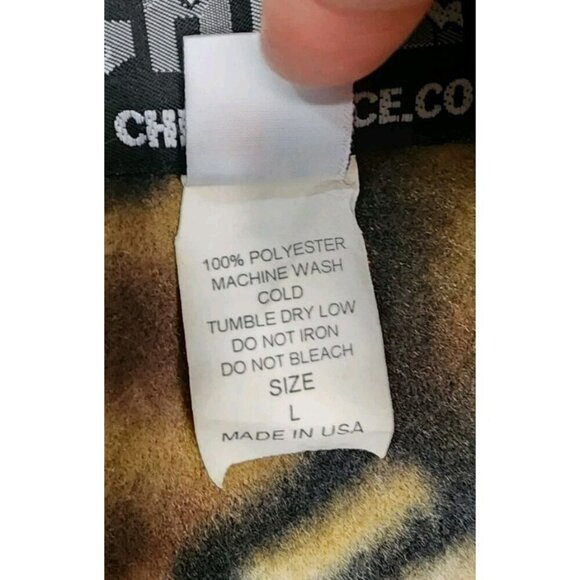 CH CE.CO
100% POLYESTER
MACHINE WASH
COLD
TUMBLE DRY LOW
DO NOT IRON
DO NOT BLEACH
SIZE
L
MADE IN USA